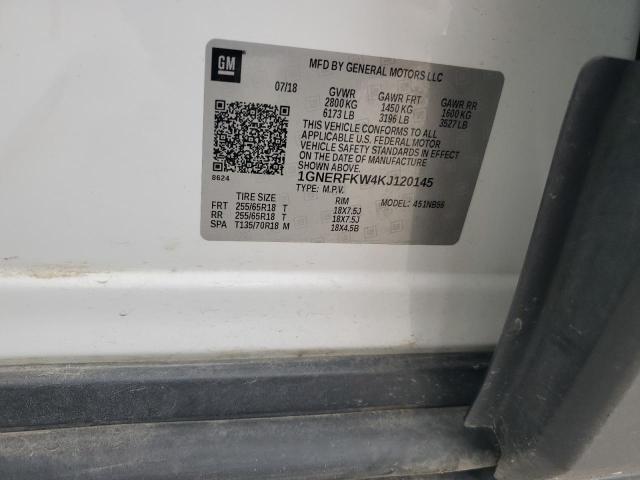 GM
MFD BY GENERAL MOTORS LLC
07/18 GVWR GAWR FRT GAWR RR
2800 KG 1450 KG 1600 KG
6173 LB 3196 LB 3527 LB
THIS VEHICLE CONFORMS TO ALL
APPLICABLE U.S. FEDERAL MOTOR
VEHICLE SAFETY STANDARDS IN EFFECT
ON THE DATE OF MANUFACTURE
SHOWN ABOVE.
8624 1GNERFKW4KJ120145
TYPE: M.P.V. MODEL: 451NB56
TIRE SIZE RIM
FRT 255/65R18 T 18X7.5J
RR 255/65R18 T 18X7.5J
SPA T135/70R18 M 18X4.5B